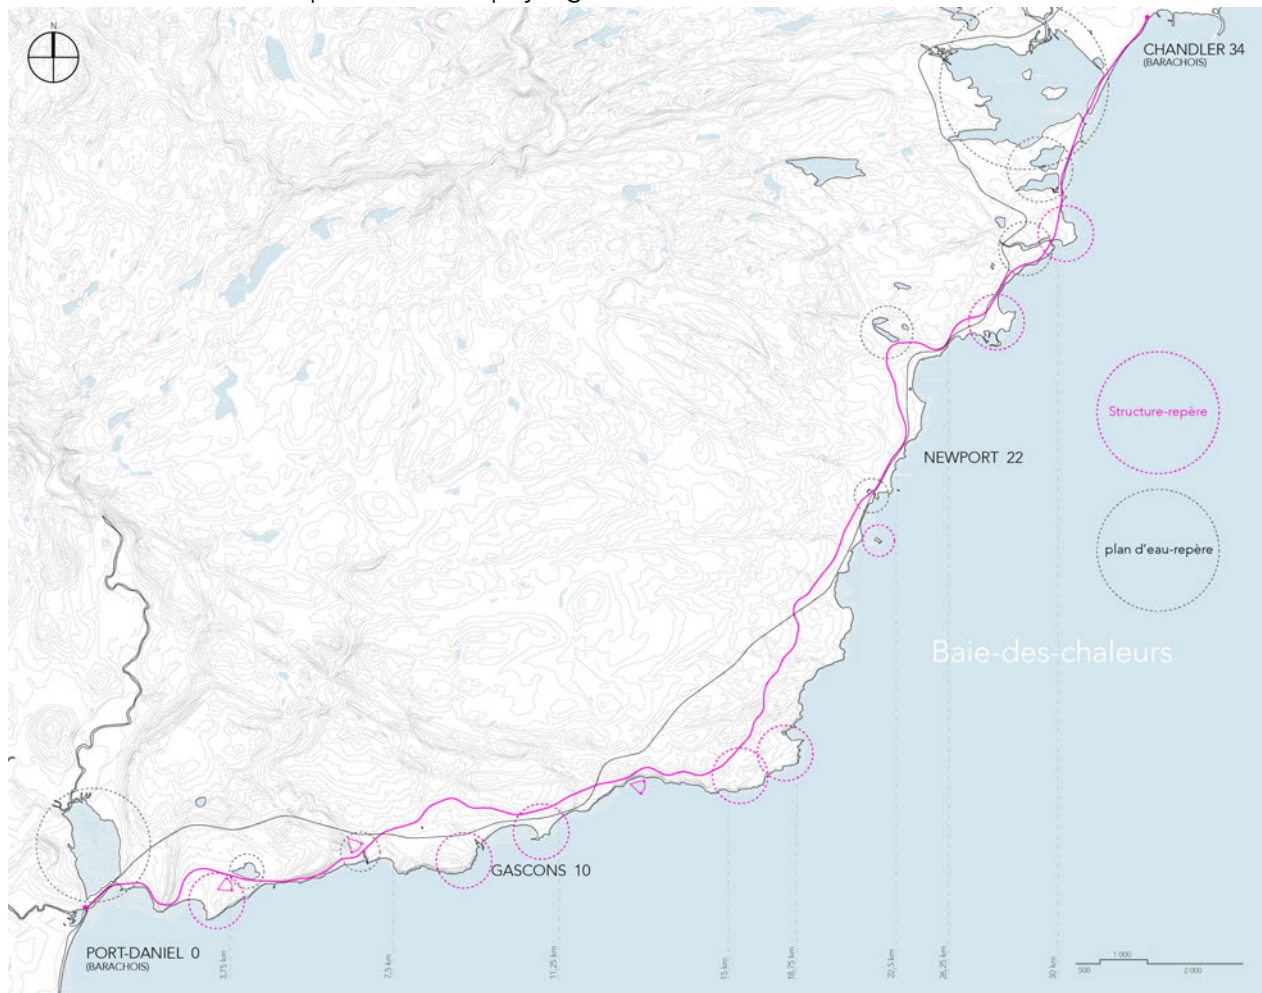 N
CHANDLER 34
(BARACHOIS)
Structure-repère
NEWPORT 22
plan d'eau-repère
Baie-des-chaleurs
GASCONS 10
PORT-DANIEL 0
(BARACHOIS)
3,75 km
7,5 km
11,25 km
15 km
18,75 km
22,5 km
26,25 km
30 km
1 000
500
2 000